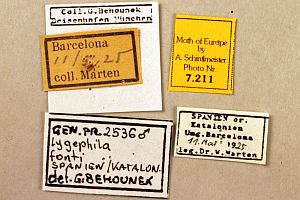 Coll.G.Behounek
Deisenhofen München
Barcelona
11/5.25
coll. Marten
Moth of Europe
by
A. Schintlmeister
Photo Nr.
7.211
GEN. PR. 2536♂
Lygephila
fonti
SPANIEN/KATALON.
det. G.BEHOUNEK
SPANIEN or.
Katalonien
Umg. Barcelona
11. Mai 1925
leg. Dr. W. Marten